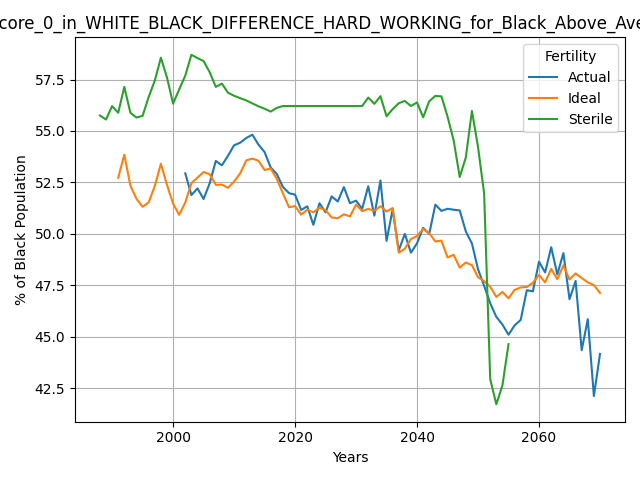 core_0_in_WHITE_BLACK_DIFFERENCE_HARD_WORKING_for_Black_Above_Ave
Fertility
Actual
Ideal
Sterile
57.5
55.0
52.5
50.0
47.5
45.0
42.5
% of Black Population
2000
2020
2040
2060
Years